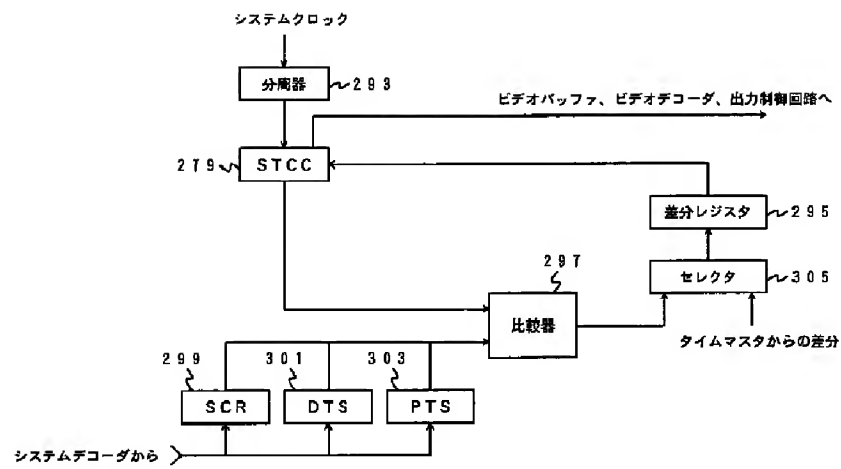 システムクロック
分周器
293
ビデオバッファ、ビデオデコーダ、出力制御回路へ
279
STCC
差分レジスタ
295
297
セレクタ
305
比較器
タイムマスタからの差分
299
301
303
SCR
DTS
PTS
システムデコーダから